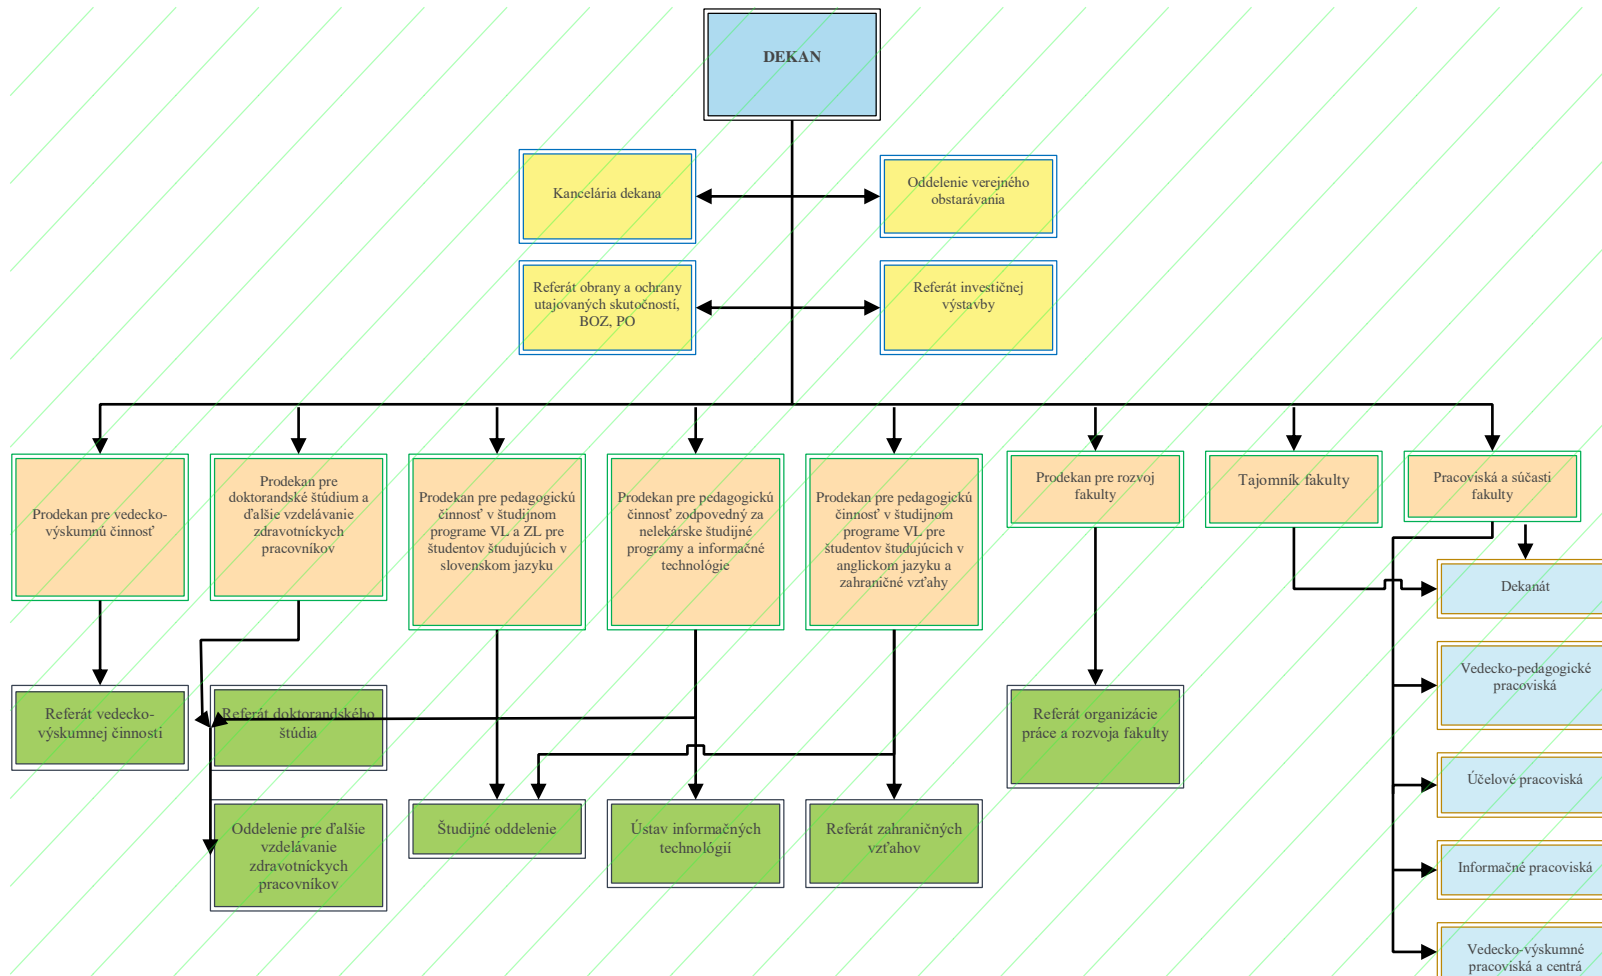 DEKAN
Kancelária dekana
Oddelenie verejného
obstarávania
Referát obrany a ochrany
utajovaných skutočností,
BOZ, PO
Referát investičnej
výstavby
Prodekan pre vedecko-
výskumnú činnosť
Prodekan pre
doktorandské štúdium a
ďalšie vzdelávanie
zdravotníckych
pracovníkov
Prodekan pre pedagogickú
činnosť v študijnom
programe VL a ZL pre
študentov študujúcich v
slovenskom jazyku
Prodekan pre pedagogickú
činnosť zodpovedný za
nelekárske študijné
programy a informačné
technológie
Prodekan pre pedagogickú
činnosť v študijnom
programe VL pre
študentov študujúcich v
anglickom jazyku a
zahraničné vzťahy
Prodekan pre rozvoj
fakulty
Tajomník fakulty
Pracoviská a súčasti
fakulty
Dekanát
Vedecko-pedagogické
pracoviská
Účelové pracoviská
Informačné pracoviská
Vedecko-výskumné
pracoviská a centrá
Referát vedecko-
výskumnej činnosti
Referát doktorandského
štúdia
Referát organizácie
práce a rozvoja fakulty
Oddelenie pre ďalšie
vzdelávanie
zdravotníckych
pracovníkov
Študijné oddelenie
Ústav informačných
technológií
Referát zahraničných
vzťahov